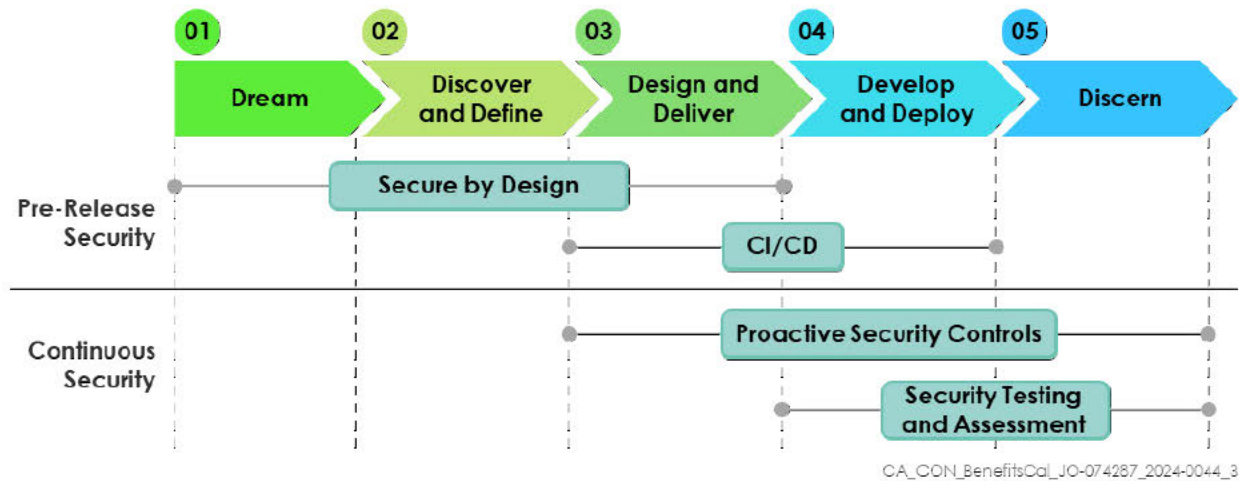 01
02
03
04
05
Dream
Discover
and Define
Design and
Deliver
Develop
and Deploy
Discern
Pre-Release
Security
Secure by Design
CI/CD
Continuous
Security
Proactive Security Controls
Security Testing
and Assessment
CA_CON_BenefitsCal_JO-074287_2024-0044_3